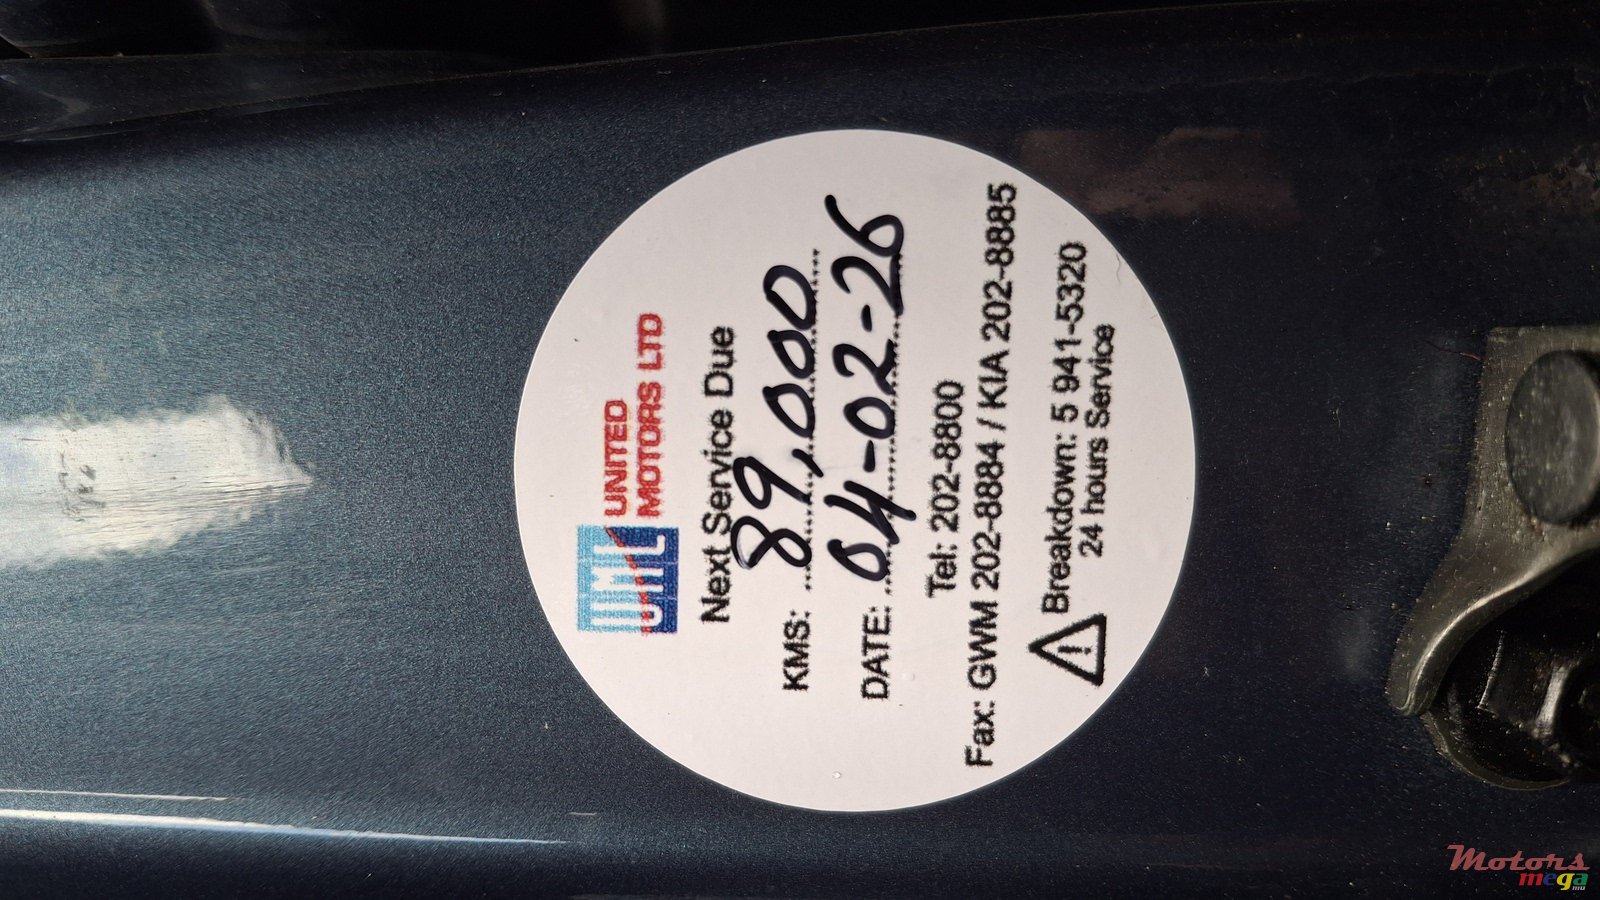 UML UNITED
MOTORS LTD
Next Service Due
KMS: 89,000
DATE: 04-02-26
Tel: 202-8800
Fax: GWM 202-8884 / KIA 202-8885
Breakdown: 5 941-5320
24 hours Service
Motors
mega
mu